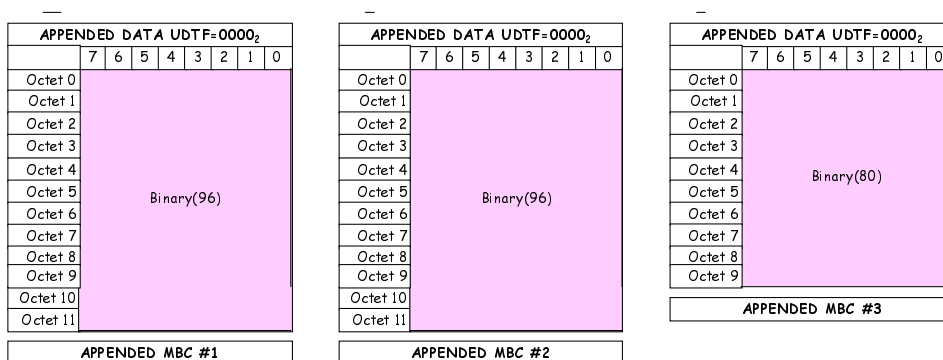 APPENDED DATA UDTF=0000₂
7 6 5 4 3 2 1 0
Octet 0
Octet 1
Octet 2
Octet 3
Octet 4
Octet 5
Octet 6
Octet 7
Octet 8
Octet 9
Octet 10
Octet 11
Binary(96)
APPENDED MBC #1
APPENDED DATA UDTF=0000₂
7 6 5 4 3 2 1 0
Octet 0
Octet 1
Octet 2
Octet 3
Octet 4
Octet 5
Octet 6
Octet 7
Octet 8
Octet 9
Octet 10
Octet 11
Binary(96)
APPENDED MBC #2
APPENDED DATA UDTF=0000₂
7 6 5 4 3 2 1 0
Octet 0
Octet 1
Octet 2
Octet 3
Octet 4
Octet 5
Octet 6
Octet 7
Octet 8
Octet 9
Binary(80)
APPENDED MBC #3